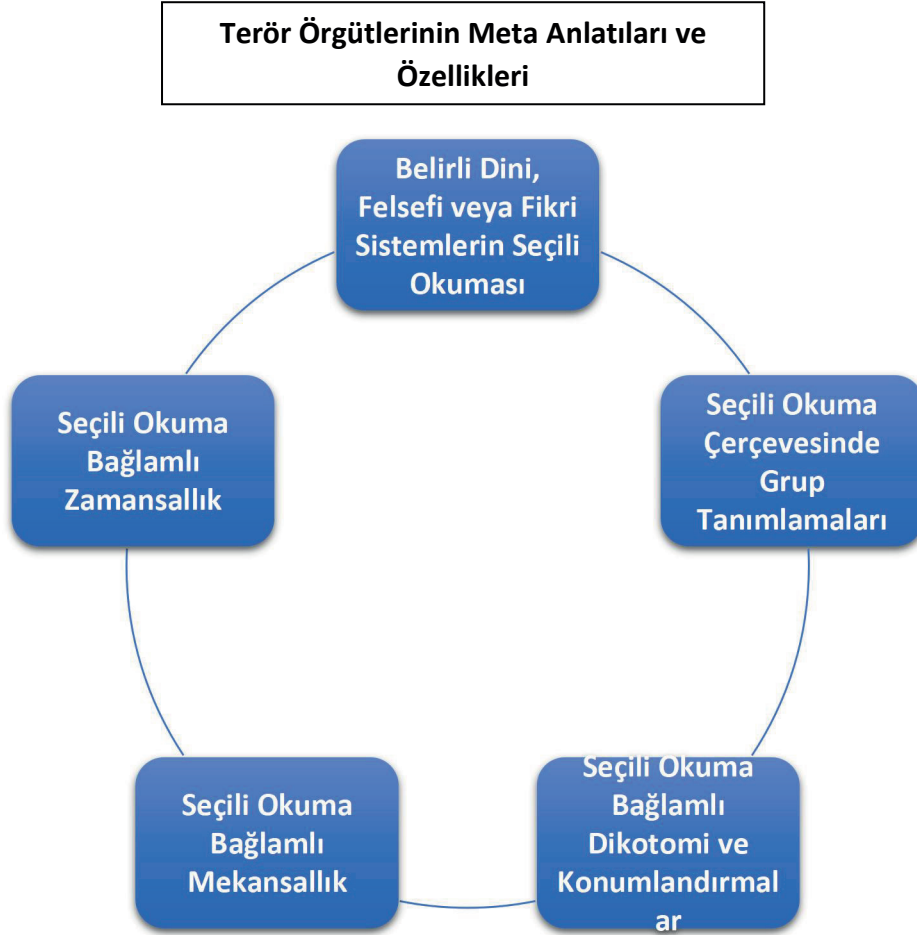 Terör Örgütlerinin Meta Anlatıları ve
Özellikleri
Belirli Dini,
Felsefi veya Fikri
Sistemlerin Seçili
Okuması
Seçili Okuma
Çerçevesinde
Grup
Tanımlamaları
Seçili Okuma
Bağlamlı
Dikotomi ve
Konumlandırmal
ar
Seçili Okuma
Bağlamlı
Mekansallık
Seçili Okuma
Bağlamlı
Zamansallık